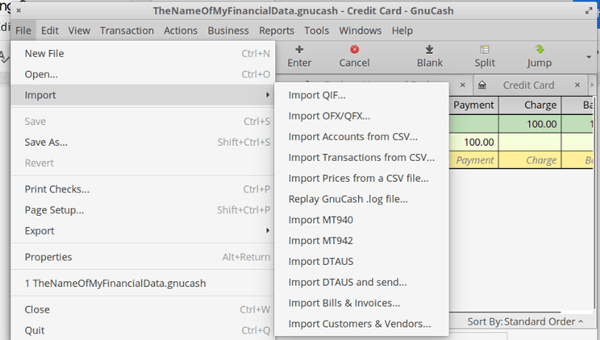 TheNameOfMyFinancialData.gnucash - Credit Card - GnuCash
File Edit View Transaction Actions Business Reports Tools Windows Help
New File Ctrl+N
Open... Ctrl+O
Import
Save Ctrl+S
Save As... Shift+Ctrl+S
Revert
Print Checks... Ctrl+P
Page Setup... Shift+Ctrl+P
Export
Properties Alt+Return
1 TheNameOfMyFinancialData.gnucash
Close Ctrl+W
Quit Ctrl+Q
Import QIF...
Import OFX/QFX...
Import Accounts from CSV...
Import Transactions from CSV...
Import Prices from a CSV file...
Replay GnuCash .log file...
Import MT940
Import MT942
Import DTAUS
Import DTAUS and send...
Import Bills & Invoices...
Import Customers & Vendors...
Enter Cancel Blank Split Jump
Credit Card
Payment Charge Ba
100.00 1
100.00
Payment Charge Ba
Sort By: Standard Order